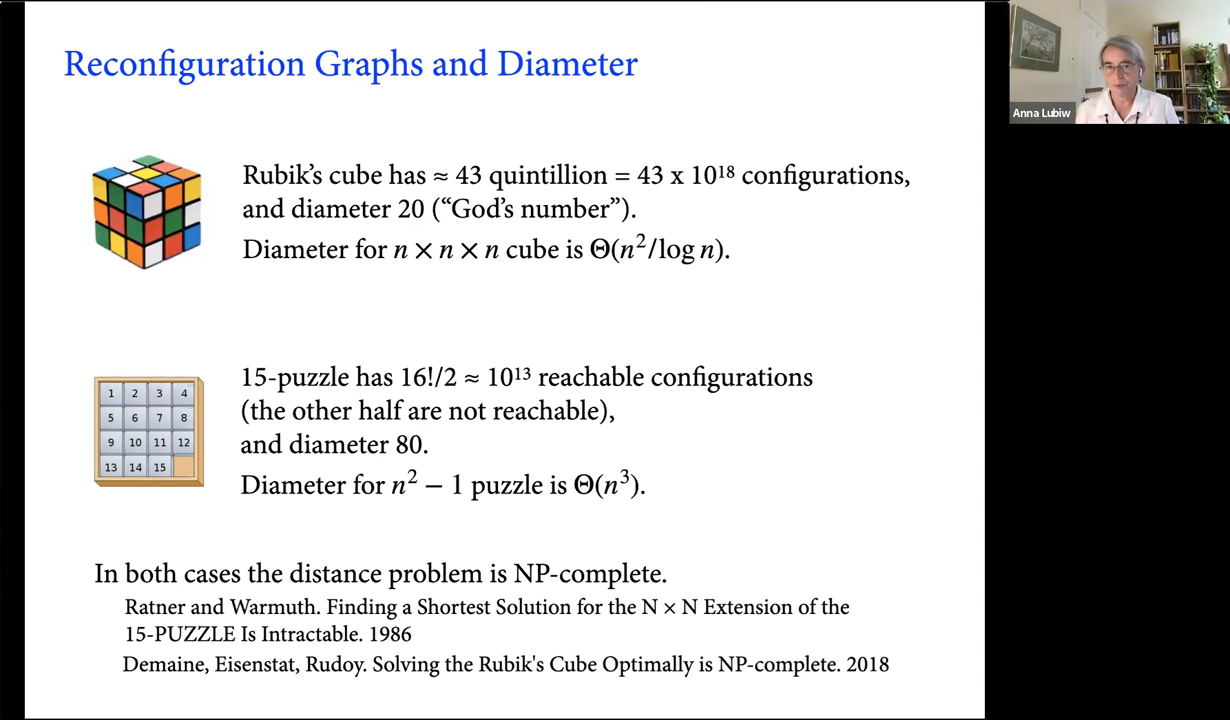 Reconfiguration Graphs and Diameter
Anna Lubiw
Rubik's cube has ≈ 43 quintillion = 43 x 10¹⁸ configurations,
and diameter 20 (“God's number”).
Diameter for n × n × n cube is Θ(n²/log n).
1 2 3 4
5 6 7 8
9 10 11 12
13 14 15
15-puzzle has 16!/2 ≈ 10¹³ reachable configurations
(the other half are not reachable),
and diameter 80.
Diameter for n² − 1 puzzle is Θ(n³).
In both cases the distance problem is NP-complete.
Ratner and Warmuth. Finding a Shortest Solution for the N × N Extension of the
15-PUZZLE Is Intractable. 1986
Demaine, Eisenstat, Rudoy. Solving the Rubik's Cube Optimally is NP-complete. 2018